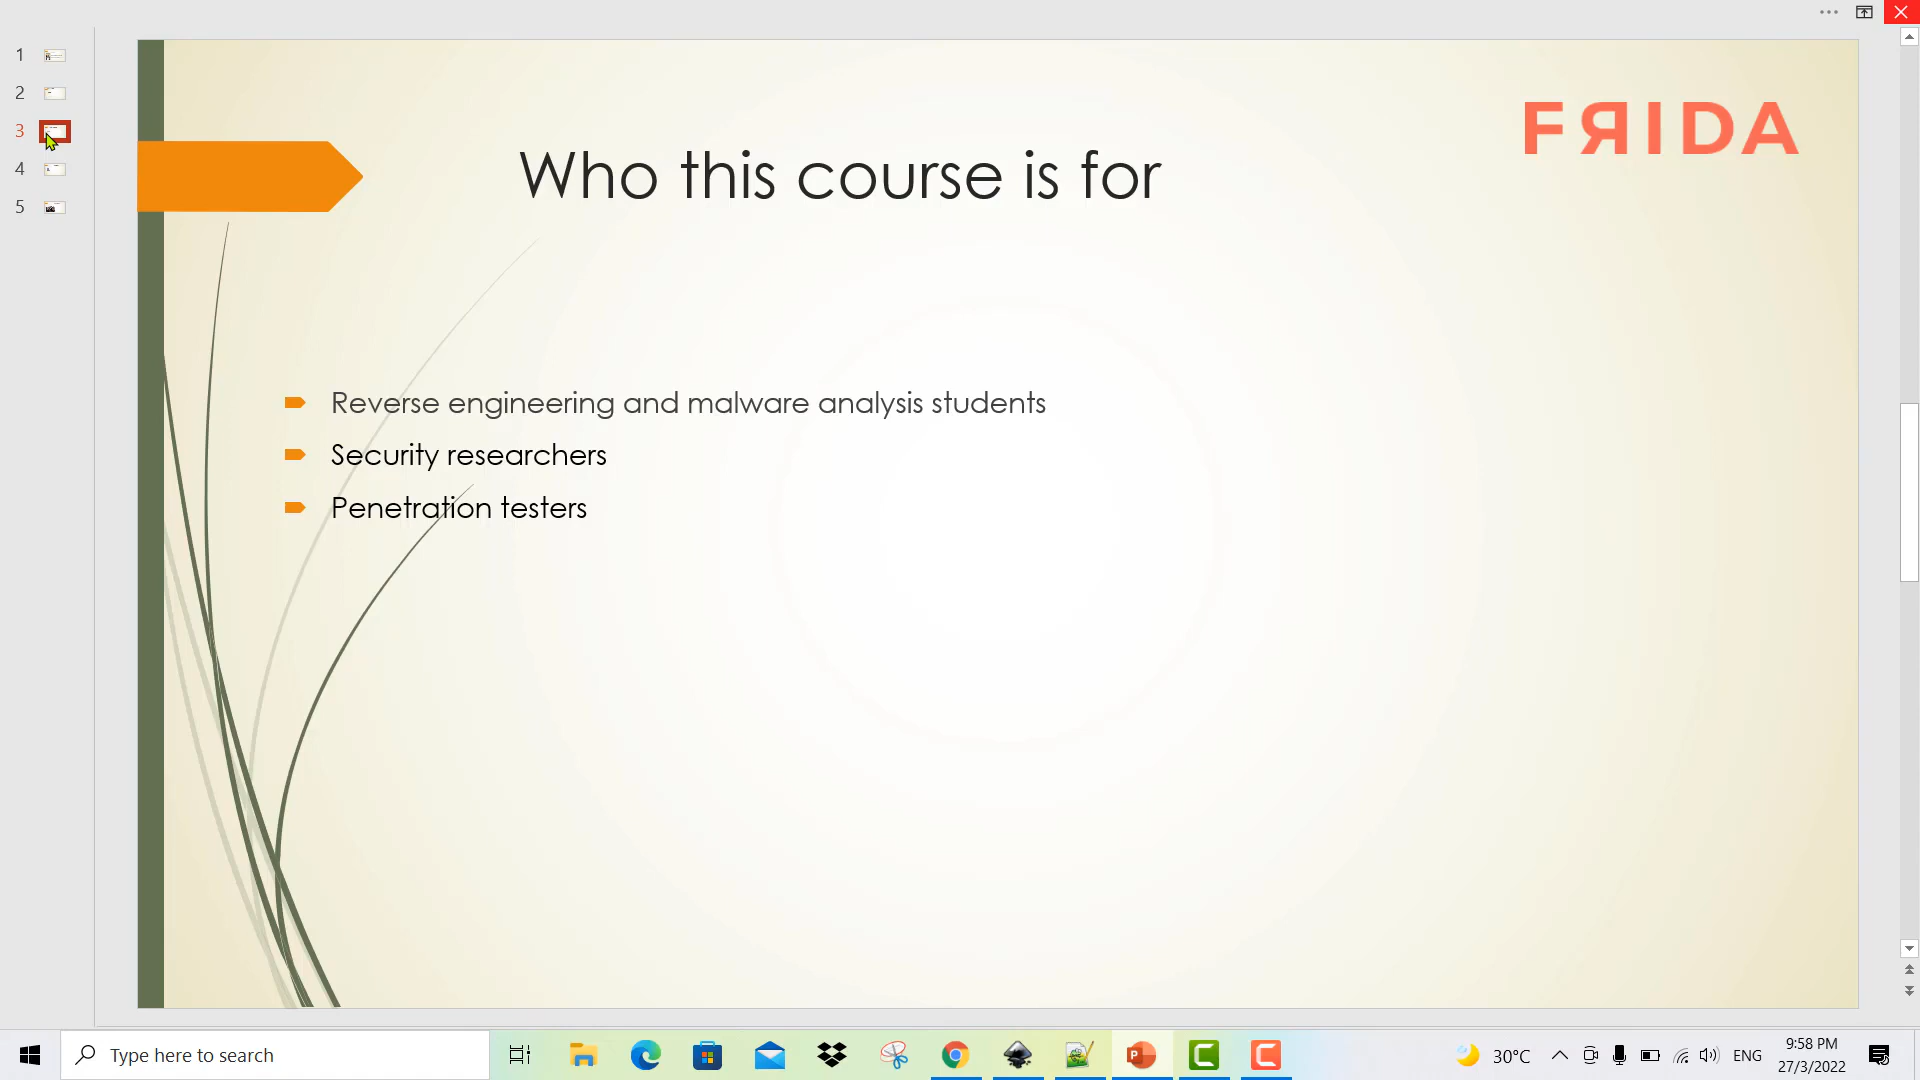 1
2
3
4
5
FЯIDA
Who this course is for
Reverse engineering and malware analysis students
Security researchers
Penetration testers
Type here to search
30°C
ENG
9:58 PM
27/3/2022